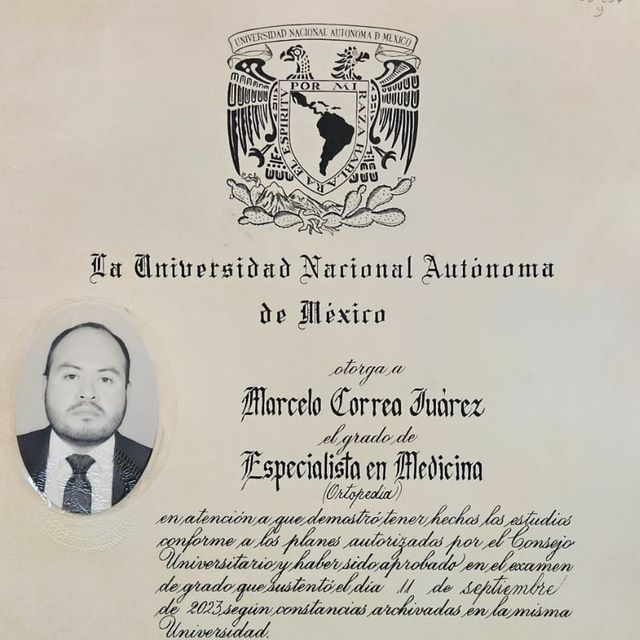 UNIVERSIDAD NACIONAL AUTONOMA D MEXICO
POR MI RAZA HABLARA EL ESPIRITU
La Universidad Nacional Autónoma
de México
otorga a
Marcelo Correa Juárez
el grado de
Especialista en Medicina
(Ortopedia)
en atención a que demostró tener hechos los estudios
conforme a los planes autorizados por el Consejo
Universitario y haber sido aprobado en el examen
de grado que sustentó el día 11 de septiembre
de 2023, según constancias archivadas en la misma
Universidad.